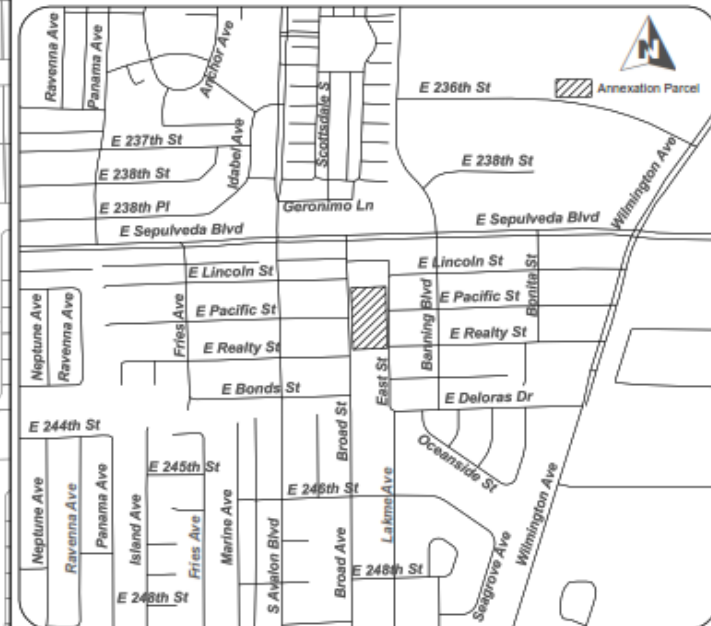 N
Annexation Parcel
Ravenna Ave
Panama Ave
Anchor Ave
Scottsdale S
E 236th St
E 237th St
Idabel Ave
E 238th St
E 238th St
Wilmington Ave
E 238th Pl
Geronimo Ln
E Sepulveda Blvd
E Sepulveda Blvd
E Lincoln St
E Lincoln St
Neptune Ave
Ravenna Ave
Fries Ave
E Pacific St
Banning Blvd
E Pacific St
Bonita St
E Realty St
E Realty St
East St
E Bonds St
E Deloras Dr
E 244th St
Broad St
Oceanside St
Neptune Ave
Ravenna Ave
Panama Ave
Island Ave
E 245th St
Fries Ave
Marine Ave
E 246th St
S Avalon Blvd
Broad Ave
Lakme Ave
Wilmington Ave
E 248th St
Seagrove Ave
E 248th St